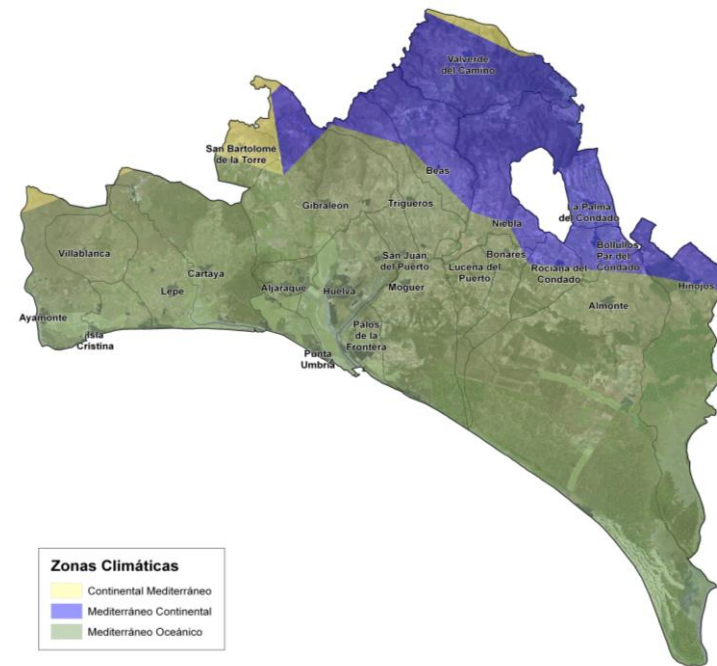 Valverde
del Camino
San Bartolome
de la Torre
Beas
La Palma
del Condado
Gibraleón
Trigueros
Niebla
Villablanca
San Juan
del Puerto
Bonares
Lucena del
Puerto
Rociana del
Condado
Bollullos
Par del
Condado
Hinojos
Cartaya
Lepe
Aljaraque
Huelva
Moguer
Almonte
Ayamonte
Isla
Cristina
Palos
de la
Frontera
Punta
Umbría
Zonas Climáticas
Continental Mediterráneo
Mediterráneo Continental
Mediterráneo Oceánico